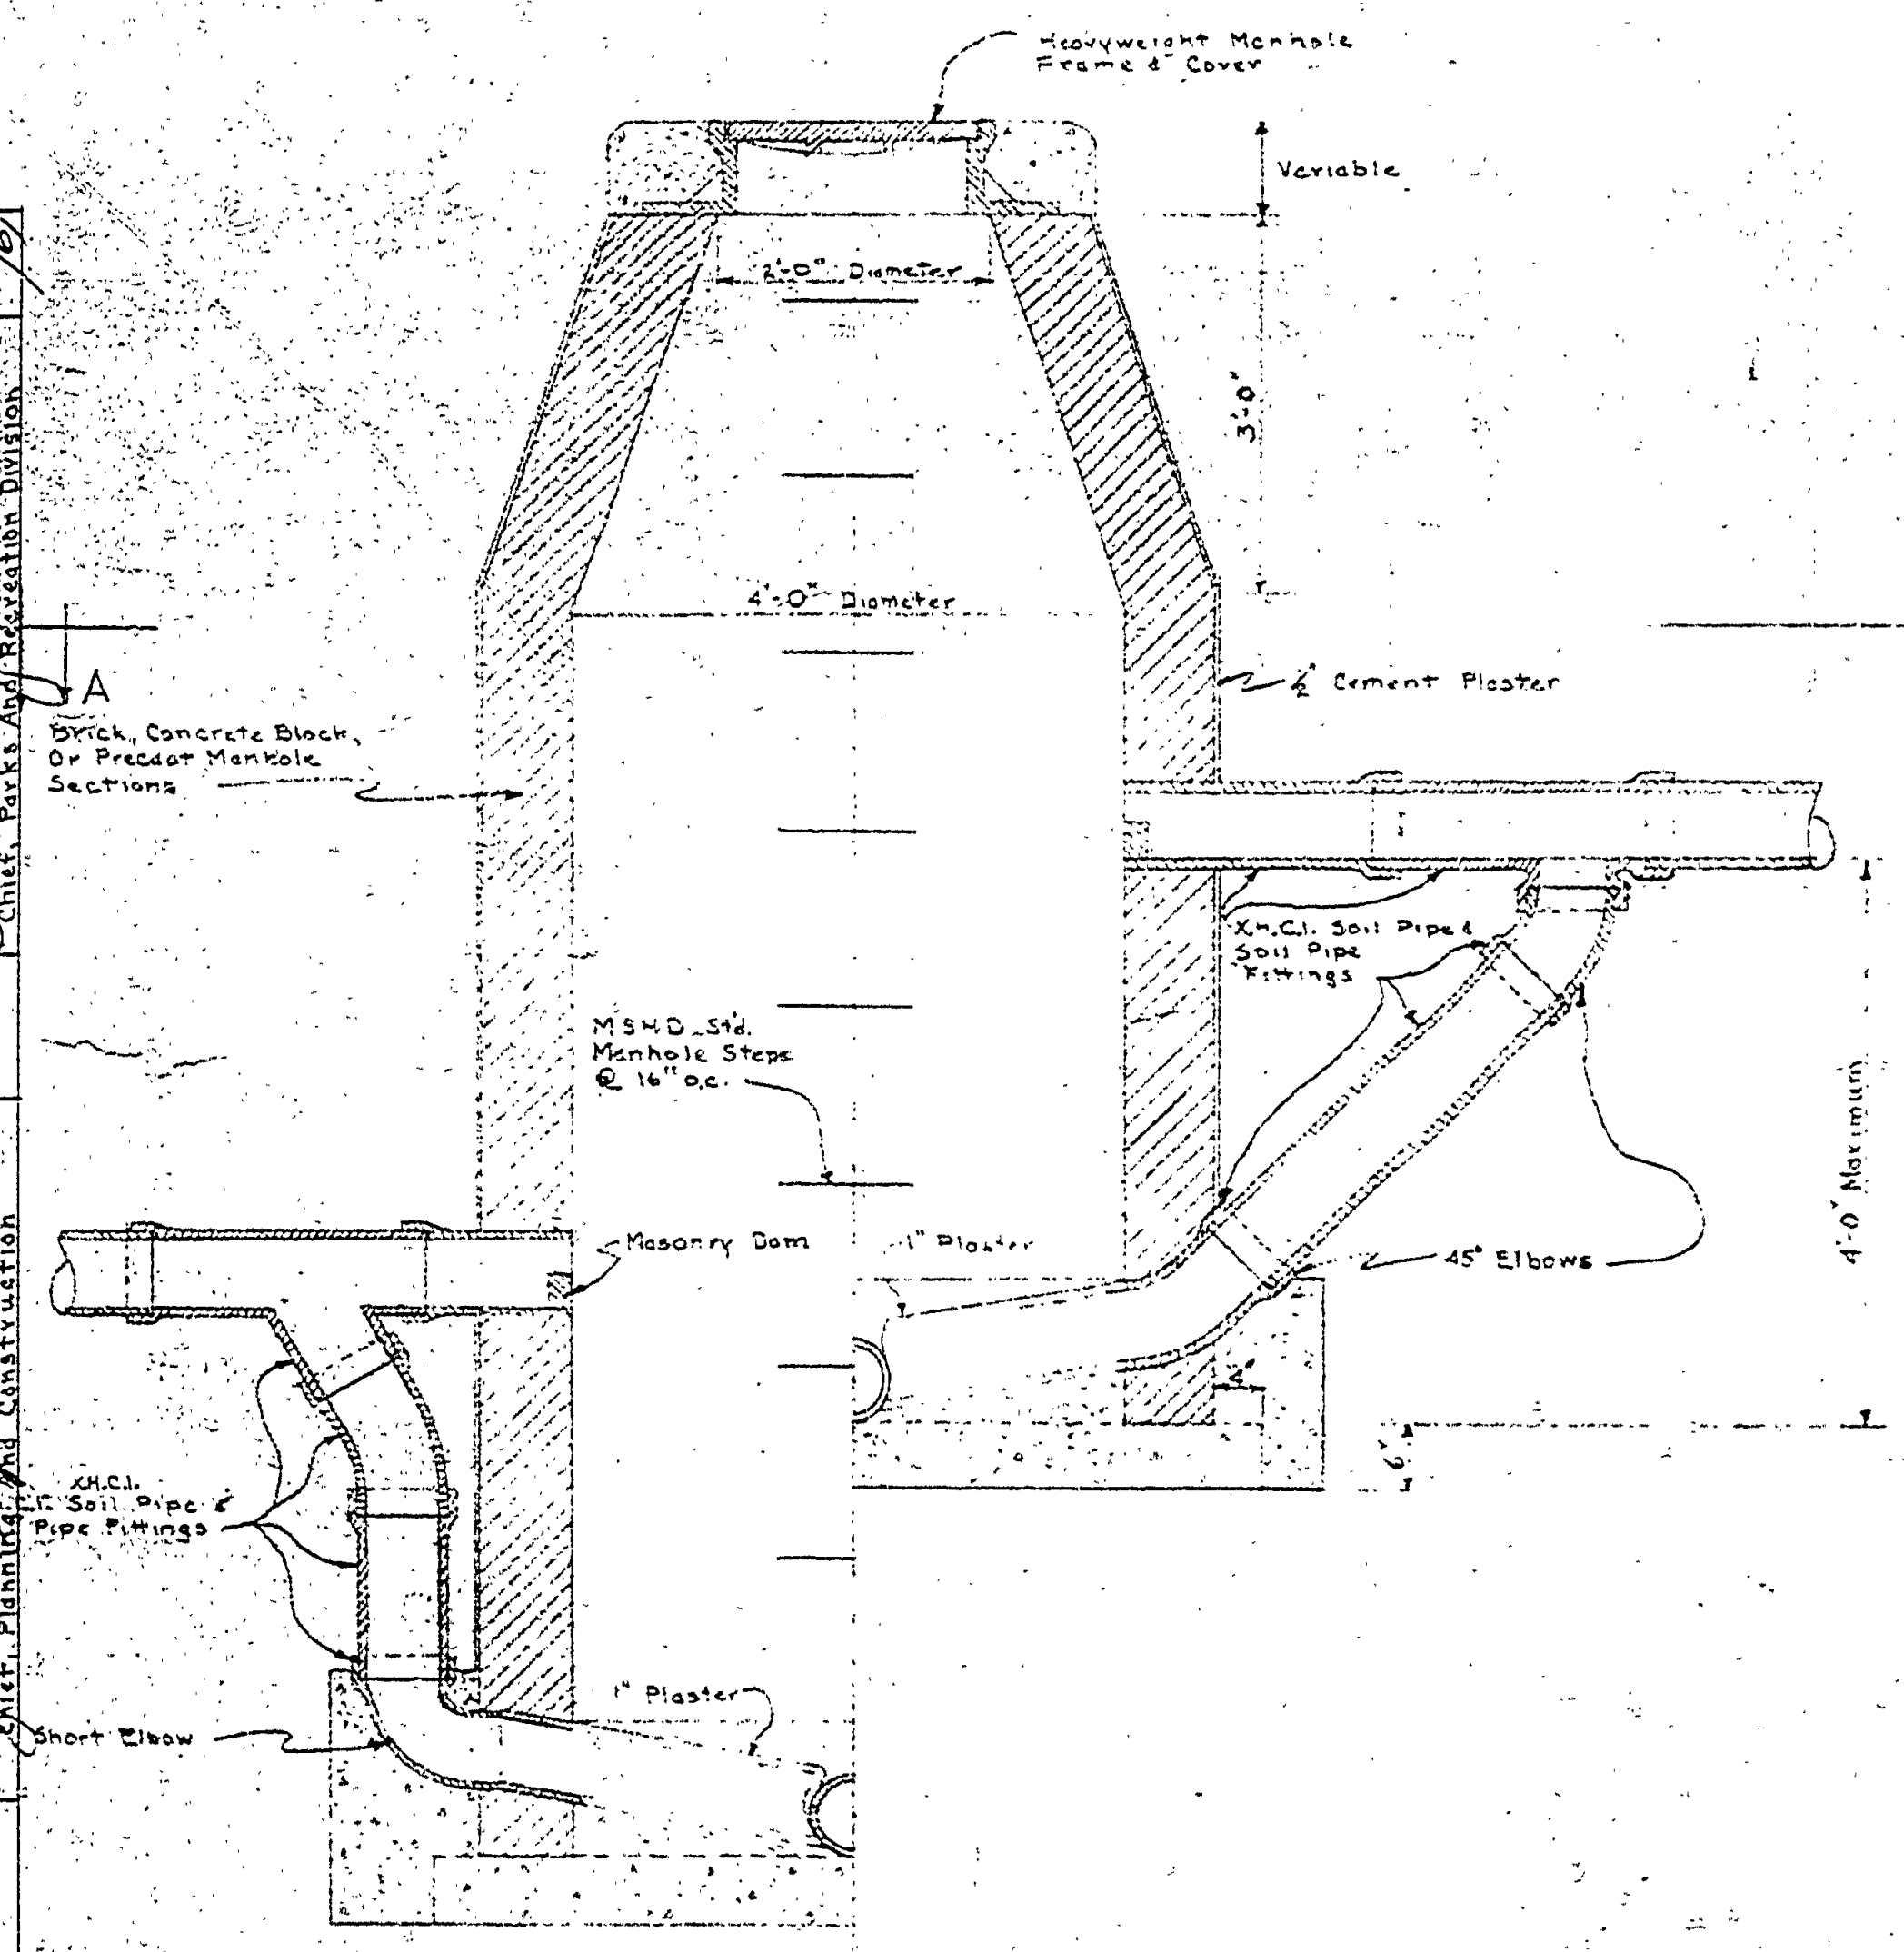 Heavyweight Manhole
Frame & Cover
Variable
2'-0" Diameter
3'-0"
4'-0" Diameter
A
Brick, Concrete Block,
Or Precast Manhole
Sections
1/2" Cement Plaster
X.H.C.I. Soil Pipe &
Soil Pipe
Fittings
M.S.H.D. Std.
Manhole Steps
@ 16" O.C.
4'-0" Maximum
Masonry Dam
1" Plaster
45° Elbows
4"
6"
X.H.C.I.
Soil Pipe &
Pipe Fittings
1" Plaster
Short Elbow
Chief, Parks And Recreation Division
Chief, Planning And Construction